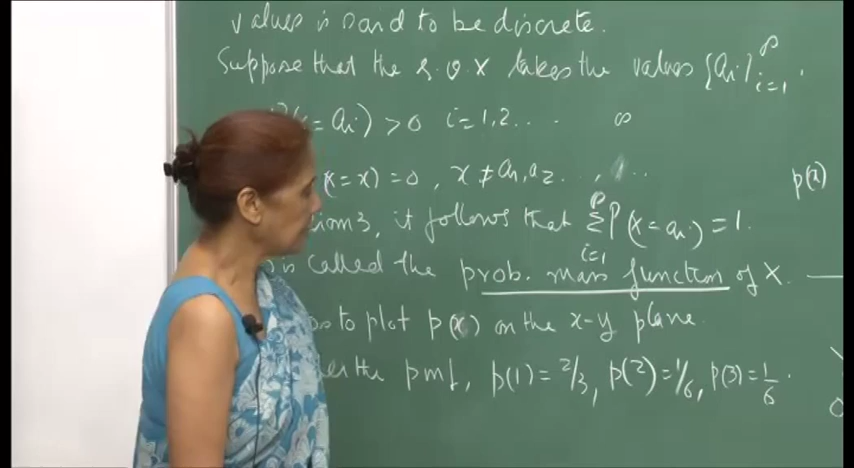 values is said to be discrete.
Suppose that the r.v. X takes the values {ai}∞i=1.
= ai) > 0 i = 1,2 ... . ∞
(X = x) = 0, x ≠ a1, a2 ..., ...
p(x)
it follows that ∞Σi=1 P(X = ai) = 1.
is called the prob. mass function of X.
to plot p(x) on the x-y plane.
the pmf, p(1) = 2/3, p(2) = 1/6, p(3) = 1/6.